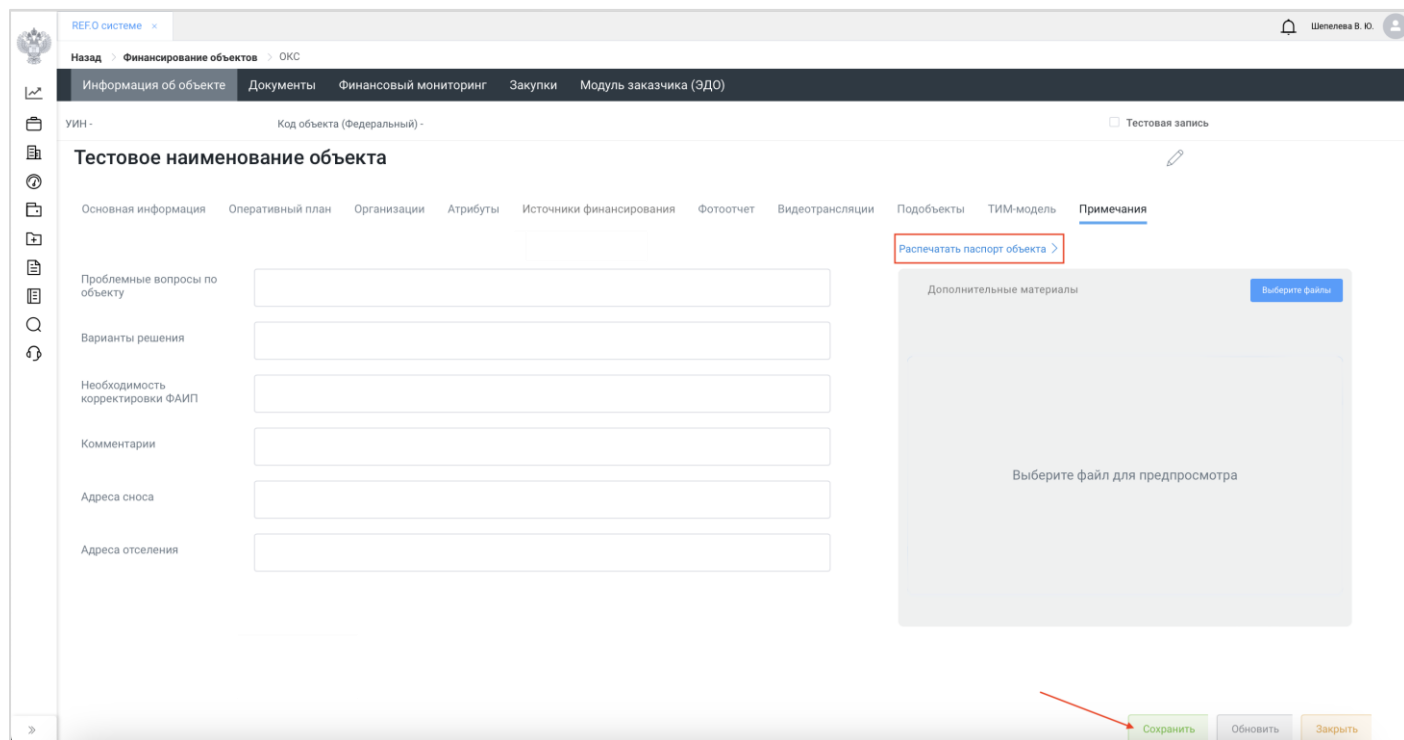 REF.О системе ×
Шепелева В. Ю.
Назад > Финансирование объектов > ОКС
Информация об объекте Документы Финансовый мониторинг Закупки Модуль заказчика (ЭДО)
УИН - Код объекта (Федеральный) - Тестовая запись
Тестовое наименование объекта
Основная информация Оперативный план Организации Атрибуты Источники финансирования Фотоотчет Видеотрансляции Подобъекты ТИМ-модель Примечания
Распечатать паспорт объекта >
Проблемные вопросы по
объекту
Варианты решения
Необходимость
корректировки ФАИП
Комментарии
Адреса сноса
Адреса отселения
Дополнительные материалы Выберите файлы
Выберите файл для предпросмотра
Сохранить Обновить Закрыть